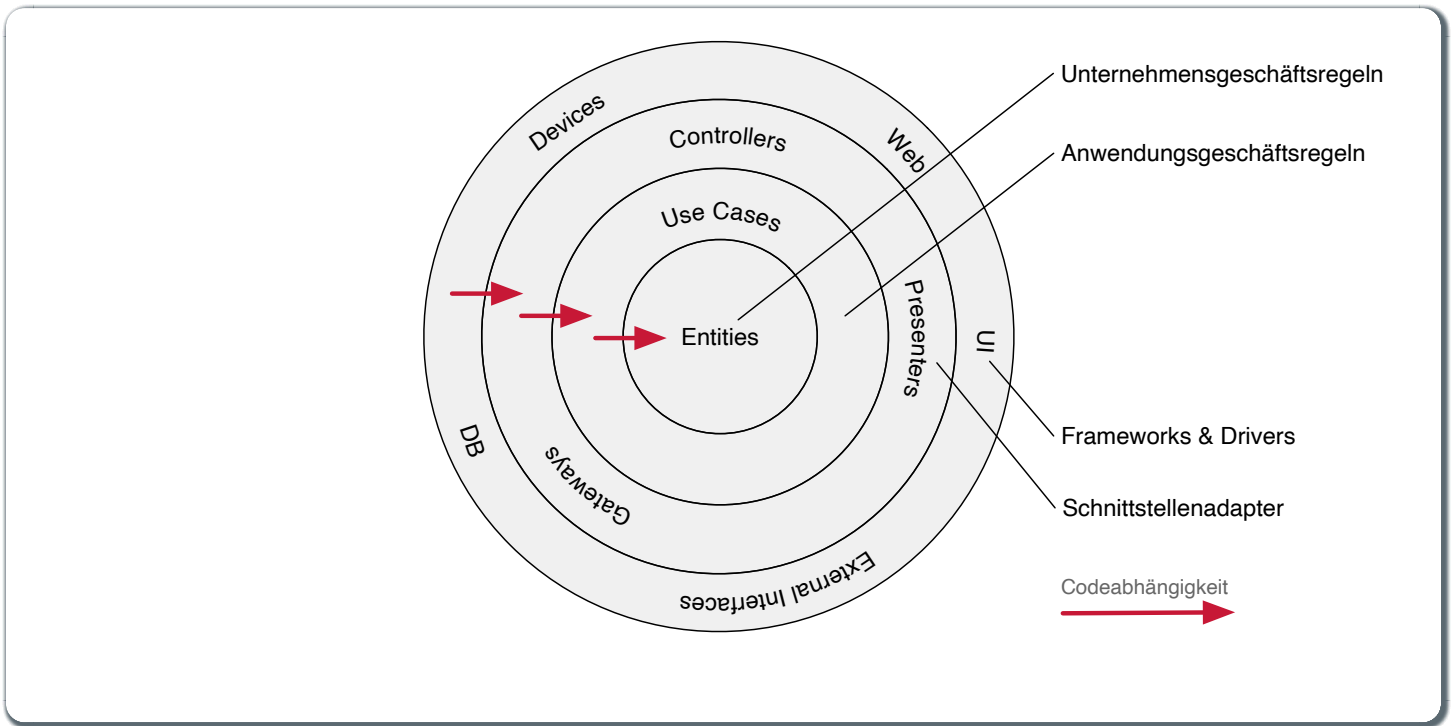 Unternehmensgeschäftsregeln
Devices
Controllers
Web
Anwendungsgeschäftsregeln
Use Cases
Entities
Presenters
UI
DB
Frameworks & Drivers
Gateways
Schnittstellenadapter
External Interfaces
Codeabhängigkeit